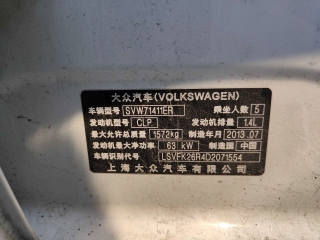 大众汽车(VOLKSWAGEN)
车辆型号 SVW71411ER 乘坐人数 5
发动机型号 CLP 发动机排量 1.4L
最大允许总质量 1572kg 制造年月 2013.07
发动机最大净功率 63 kW 制造国 中国
车辆识别代号 LSVFK26R4D2071554
上海大众汽车有限公司